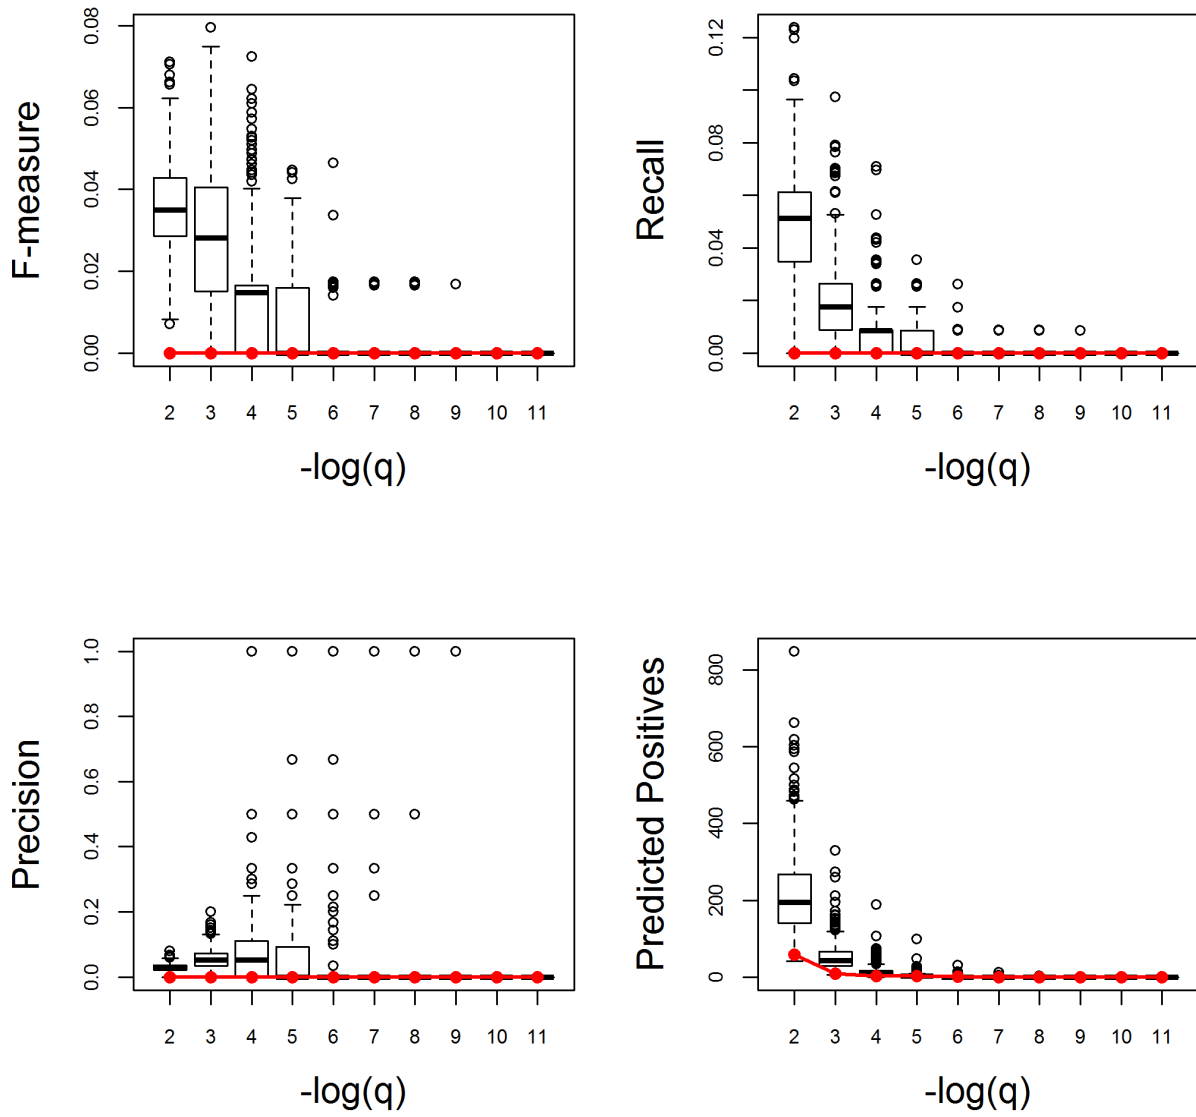 F-measure
0.00 0.02 0.04 0.06 0.08
2 3 4 5 6 7 8 9 10 11
-log(q)
Recall
0.00 0.04 0.08 0.12
2 3 4 5 6 7 8 9 10 11
-log(q)
Precision
0.0 0.2 0.4 0.6 0.8 1.0
2 3 4 5 6 7 8 9 10 11
-log(q)
Predicted Positives
0 200 400 600 800
2 3 4 5 6 7 8 9 10 11
-log(q)